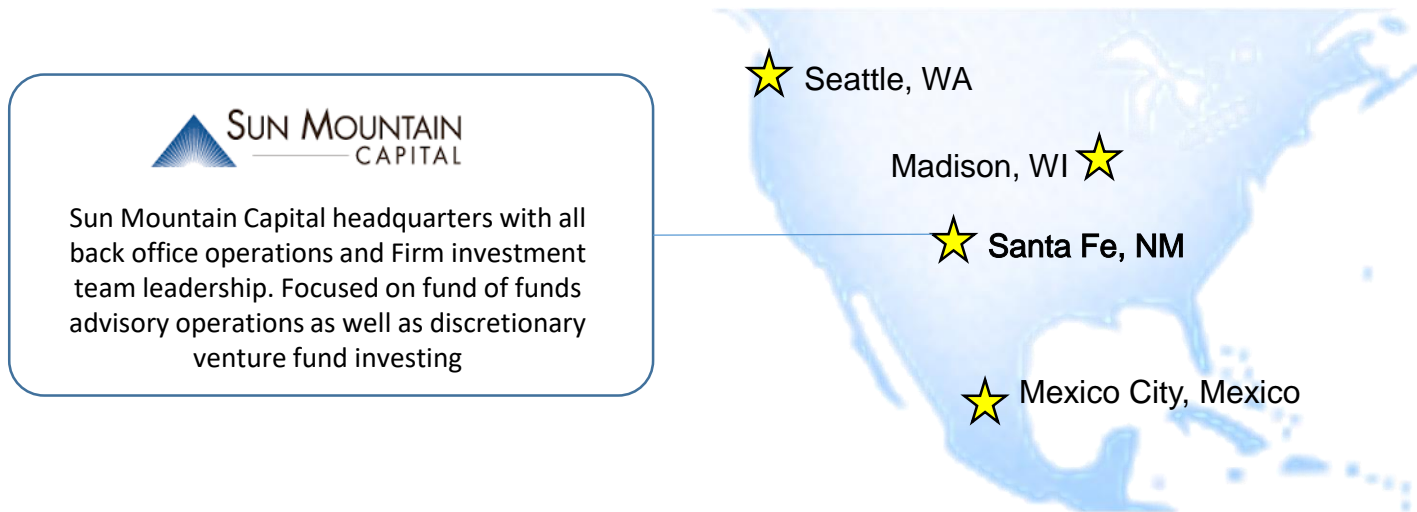 SUN MOUNTAIN
CAPITAL
Sun Mountain Capital headquarters with all
back office operations and Firm investment
team leadership. Focused on fund of funds
advisory operations as well as discretionary
venture fund investing
Seattle, WA
Madison, WI
Santa Fe, NM
Mexico City, Mexico